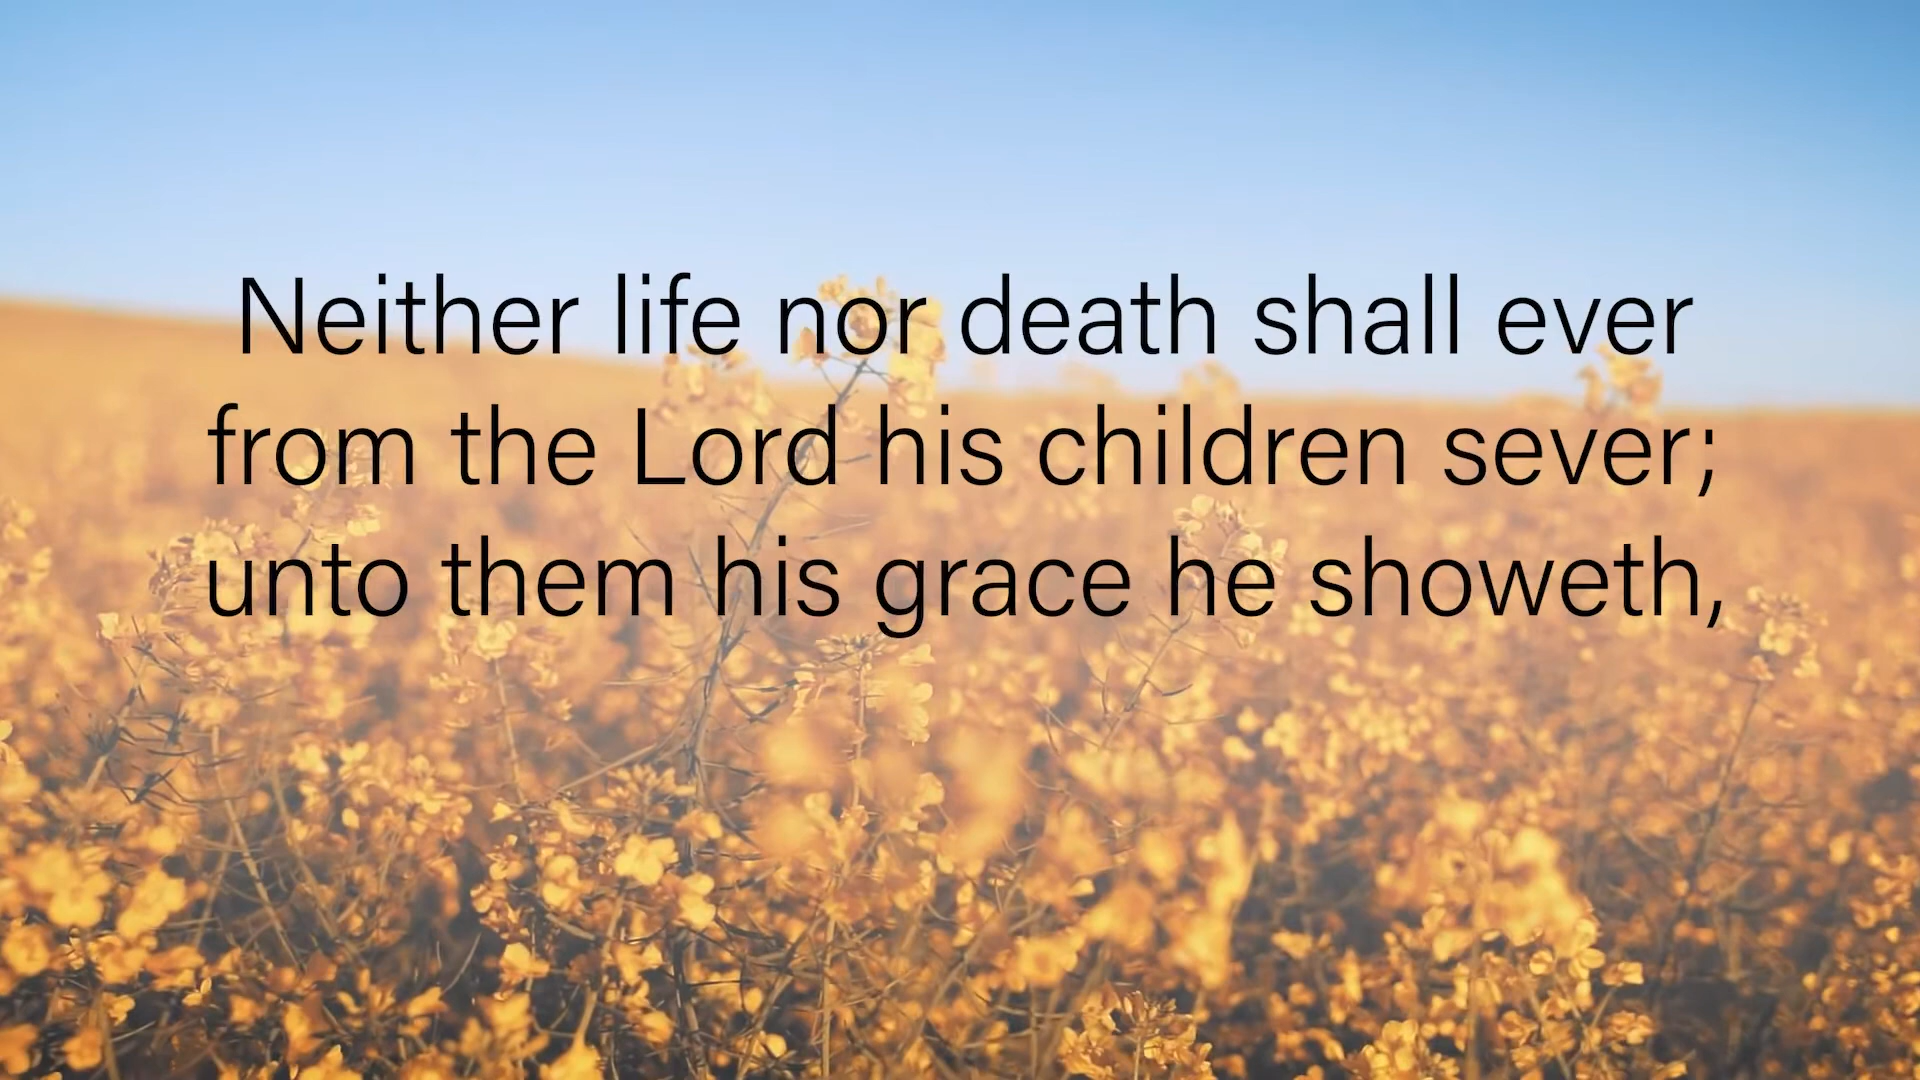 Neither life nor death shall ever
from the Lord his children sever;
unto them his grace he showeth,